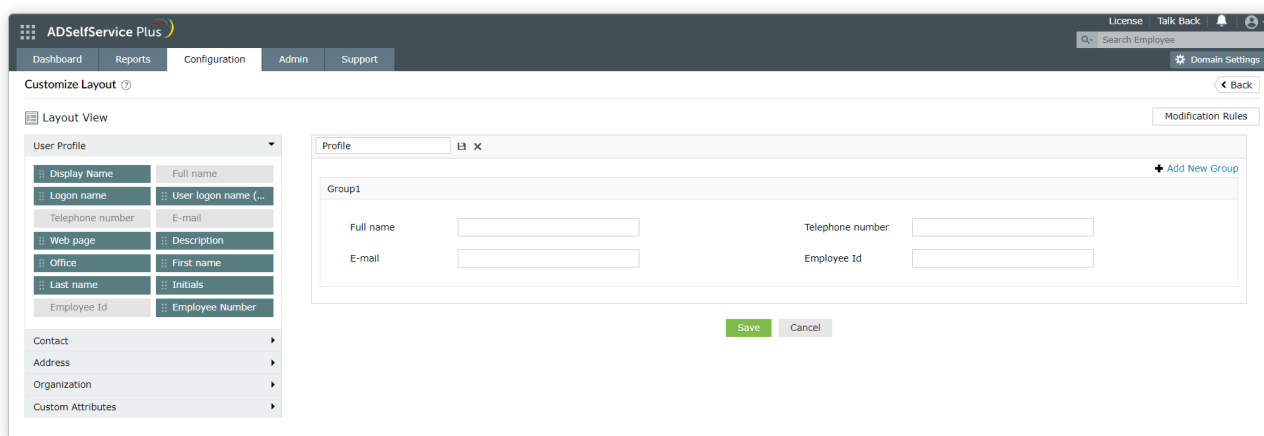 License Talk Back
ADSelfService Plus
Search Employee
Dashboard Reports Configuration Admin Support
Domain Settings
Customize Layout ?
Back
Layout View
Modification Rules
User Profile
Profile
Add New Group
Display Name Full name
Group1
Logon name User logon name (...
Telephone number E-mail
Full name Telephone number
Web page Description
E-mail Employee Id
Office First name
Last name Initials
Employee Id Employee Number
Save Cancel
Contact
Address
Organization
Custom Attributes